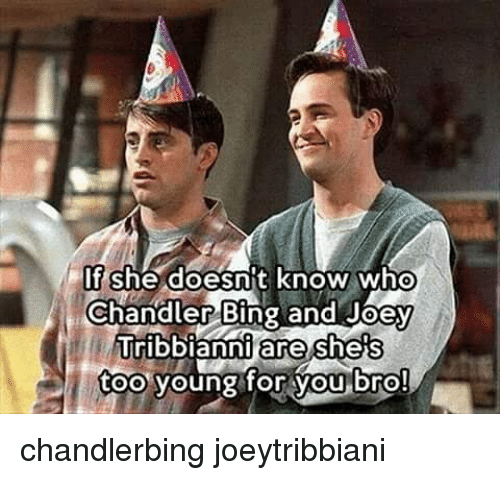 If she doesn't know who
Chandler Bing and Joey
Tribbianni are she's
too young for you bro!
chandlerbing joeytribbiani